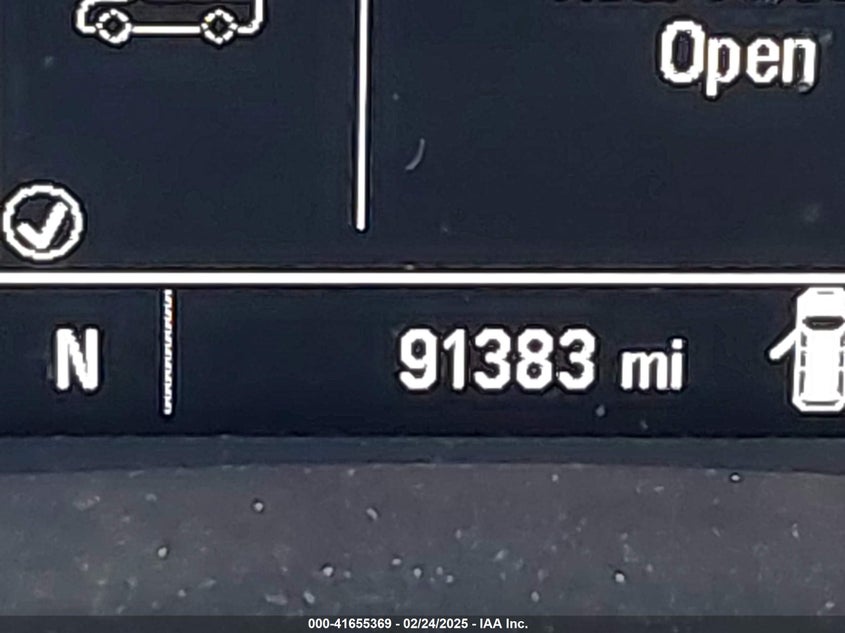 Open
N
91383 mi
000-41655369 - 02/24/2025 - IAA Inc.